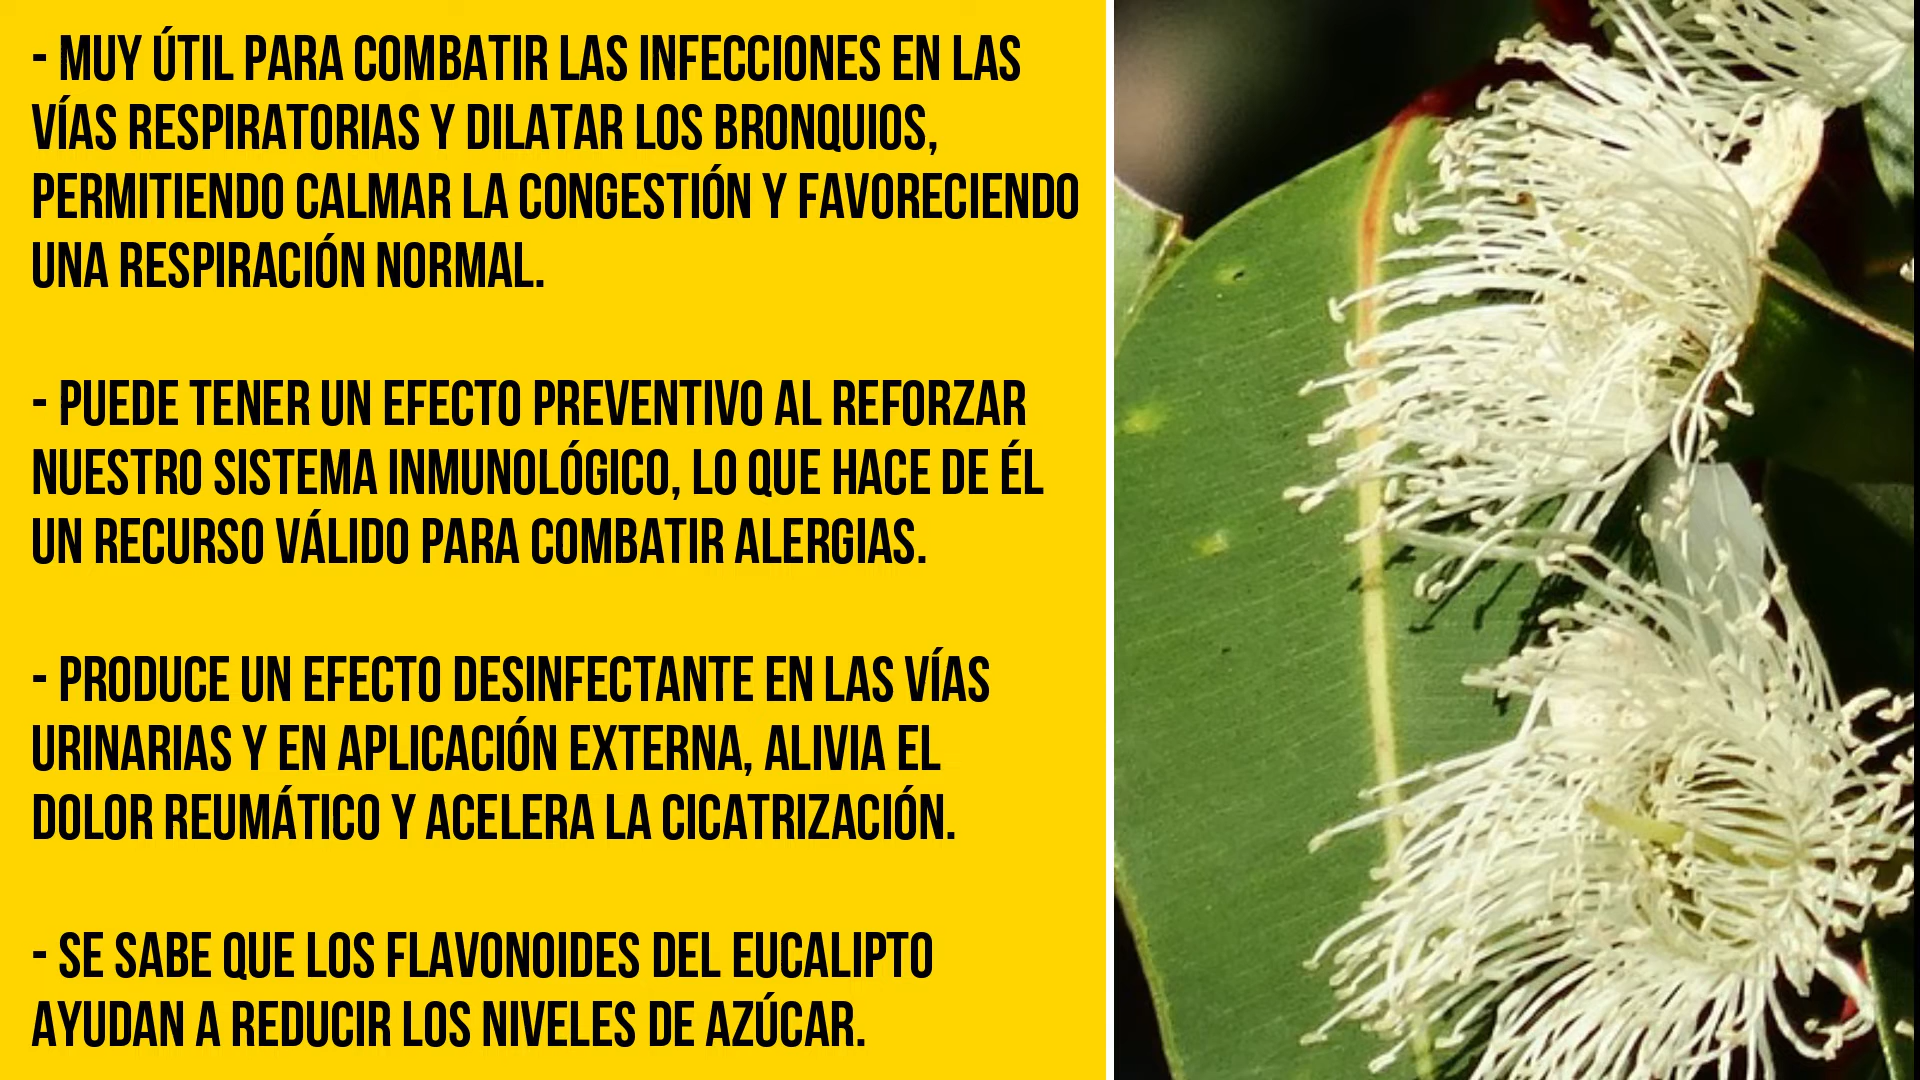 - MUY ÚTIL PARA COMBATIR LAS INFECCIONES EN LAS
VÍAS RESPIRATORIAS Y DILATAR LOS BRONQUIOS,
PERMITIENDO CALMAR LA CONGESTIÓN Y FAVORECIENDO
UNA RESPIRACIÓN NORMAL.
- PUEDE TENER UN EFECTO PREVENTIVO AL REFORZAR
NUESTRO SISTEMA INMUNOLÓGICO, LO QUE HACE DE ÉL
UN RECURSO VÁLIDO PARA COMBATIR ALERGIAS.
- PRODUCE UN EFECTO DESINFECTANTE EN LAS VÍAS
URINARIAS Y EN APLICACIÓN EXTERNA, ALIVIA EL
DOLOR REUMÁTICO Y ACELERA LA CICATRIZACIÓN.
- SE SABE QUE LOS FLAVONOIDES DEL EUCALIPTO
AYUDAN A REDUCIR LOS NIVELES DE AZÚCAR.